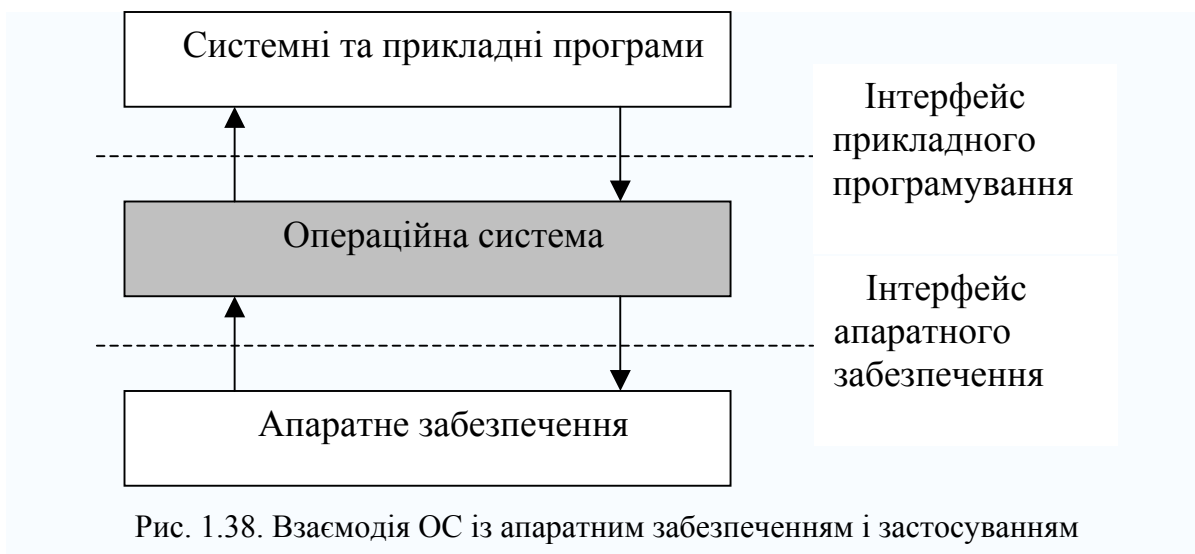 Системні та прикладні програми
Інтерфейс
прикладного
програмування
Операційна система
Інтерфейс
апаратного
забезпечення
Апаратне забезпечення
Рис. 1.38. Взаємодія ОС із апаратним забезпеченням і застосуванням